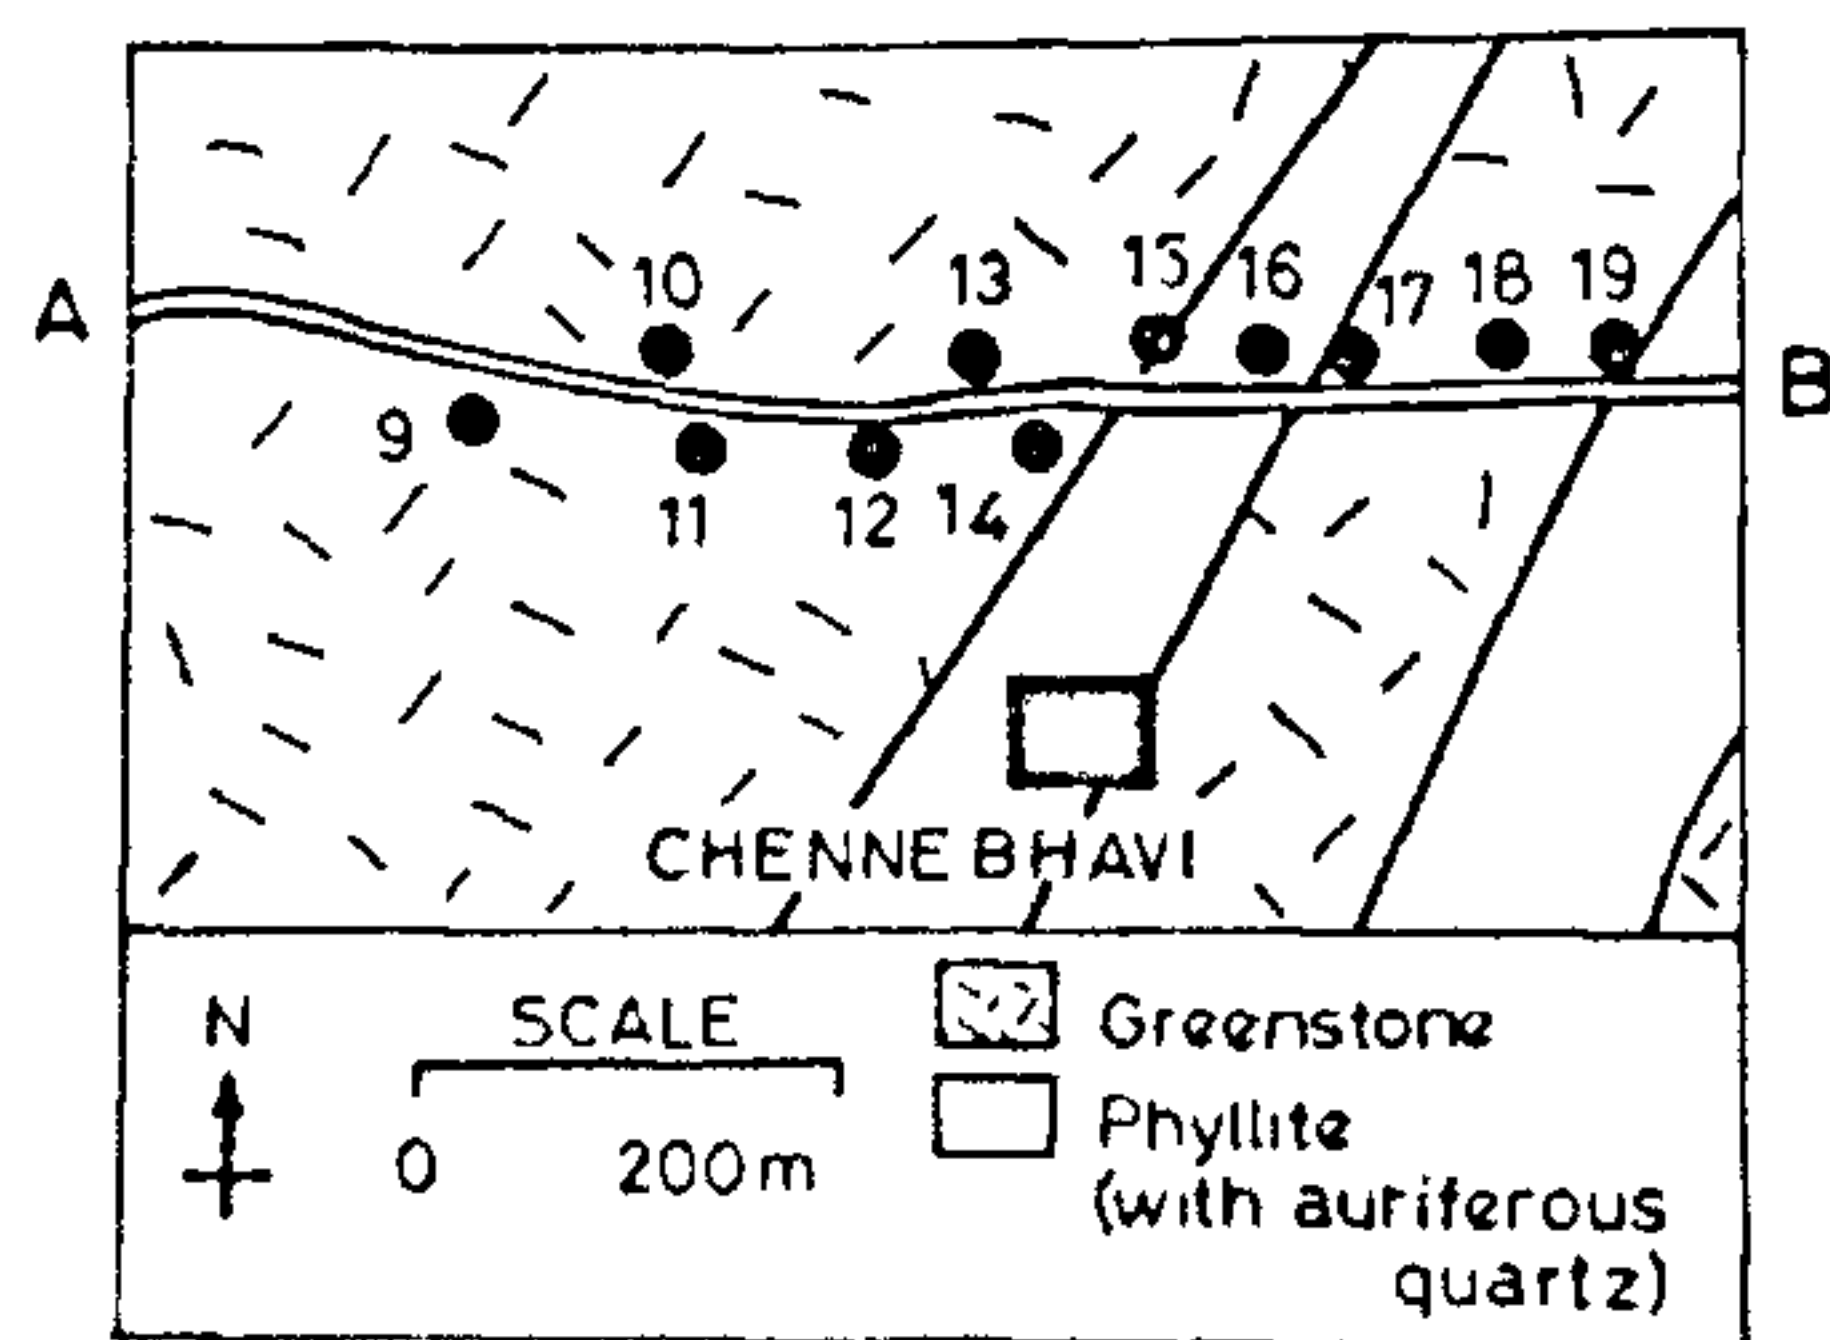 A
B
10
13
15
16
17
18
19
9
11
12
14
CHENNE BHAVI
N
SCALE
0 200m
Greenstone
Phyllite
(with auriferous
quartz)